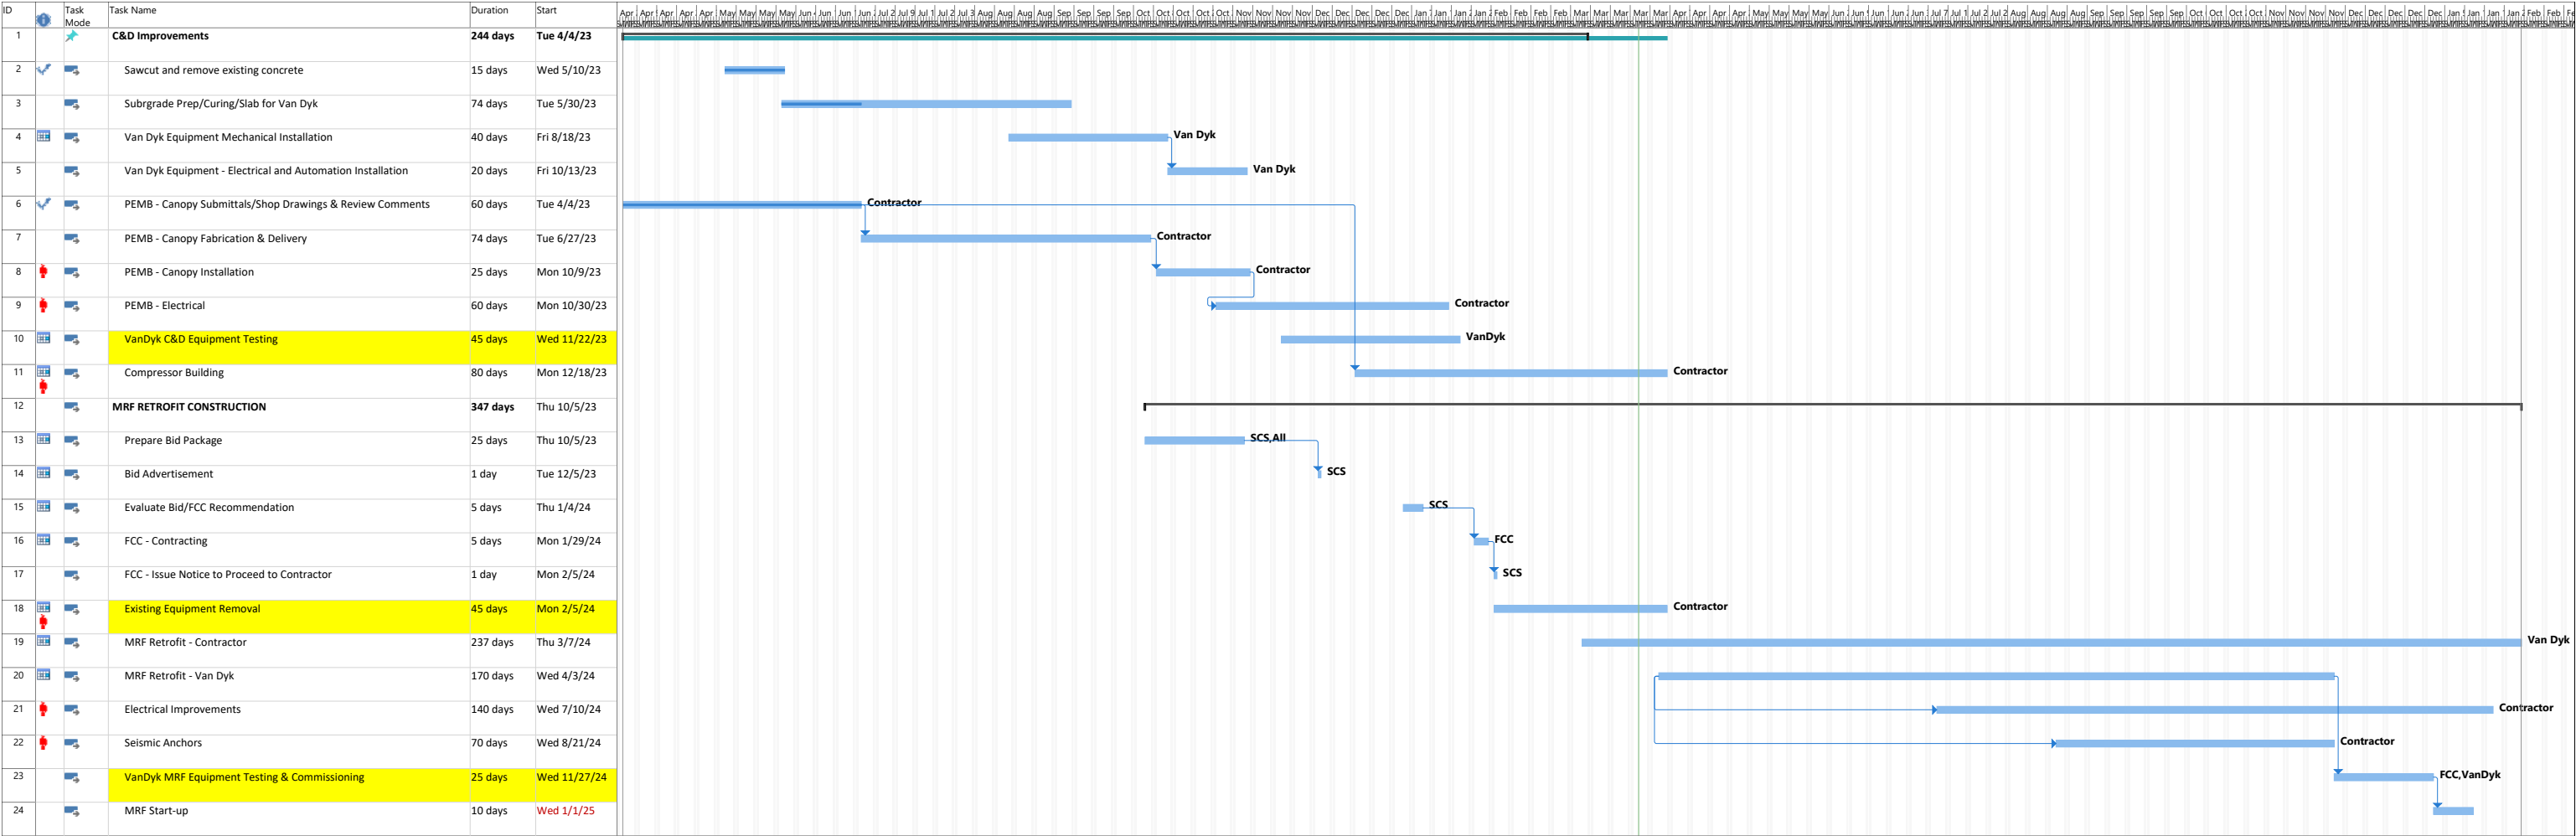 ID Task Mode Task Name Duration Start
1 C&D Improvements 244 days Tue 4/4/23
2 Sawcut and remove existing concrete 15 days Wed 5/10/23
3 Subrgrade Prep/Curing/Slab for Van Dyk 74 days Tue 5/30/23
4 Van Dyk Equipment Mechanical Installation 40 days Fri 8/18/23 Van Dyk
5 Van Dyk Equipment - Electrical and Automation Installation 20 days Fri 10/13/23 Van Dyk
6 PEMB - Canopy Submittals/Shop Drawings & Review Comments 60 days Tue 4/4/23 Contractor
7 PEMB - Canopy Fabrication & Delivery 74 days Tue 6/27/23 Contractor
8 PEMB - Canopy Installation 25 days Mon 10/9/23 Contractor
9 PEMB - Electrical 60 days Mon 10/30/23 Contractor
10 VanDyk C&D Equipment Testing 45 days Wed 11/22/23 VanDyk
11 Compressor Building 80 days Mon 12/18/23 Contractor
12 MRF RETROFIT CONSTRUCTION 347 days Thu 10/5/23
13 Prepare Bid Package 25 days Thu 10/5/23 SCS,All
14 Bid Advertisement 1 day Tue 12/5/23 SCS
15 Evaluate Bid/FCC Recommendation 5 days Thu 1/4/24 SCS
16 FCC - Contracting 5 days Mon 1/29/24 FCC
17 FCC - Issue Notice to Proceed to Contractor 1 day Mon 2/5/24 SCS
18 Existing Equipment Removal 45 days Mon 2/5/24 Contractor
19 MRF Retrofit - Contractor 237 days Thu 3/7/24 Van Dyk
20 MRF Retrofit - Van Dyk 170 days Wed 4/3/24
21 Electrical Improvements 140 days Wed 7/10/24 Contractor
22 Seismic Anchors 70 days Wed 8/21/24 Contractor
23 VanDyk MRF Equipment Testing & Commissioning 25 days Wed 11/27/24 FCC,VanDyk
24 MRF Start-up 10 days Wed 1/1/25